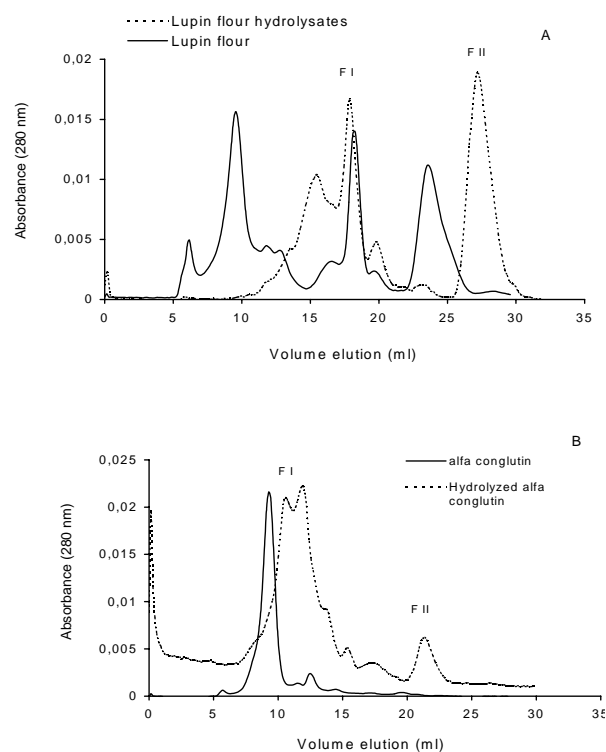 Lupin flour hydrolysates
Lupin flour
A
F I
F II
0,02
0,015
0,01
0,005
0
Absorbance (280 nm)
0 5 10 15 20 25 30 35
Volume elution (ml)
B
0,025
0,02
0,015
0,01
0,005
0
Absorbance (280 nm)
F I
F II
alfa conglutin
Hydrolyzed alfa
conglutin
0 5 10 15 20 25 30 35
Volume elution (ml)